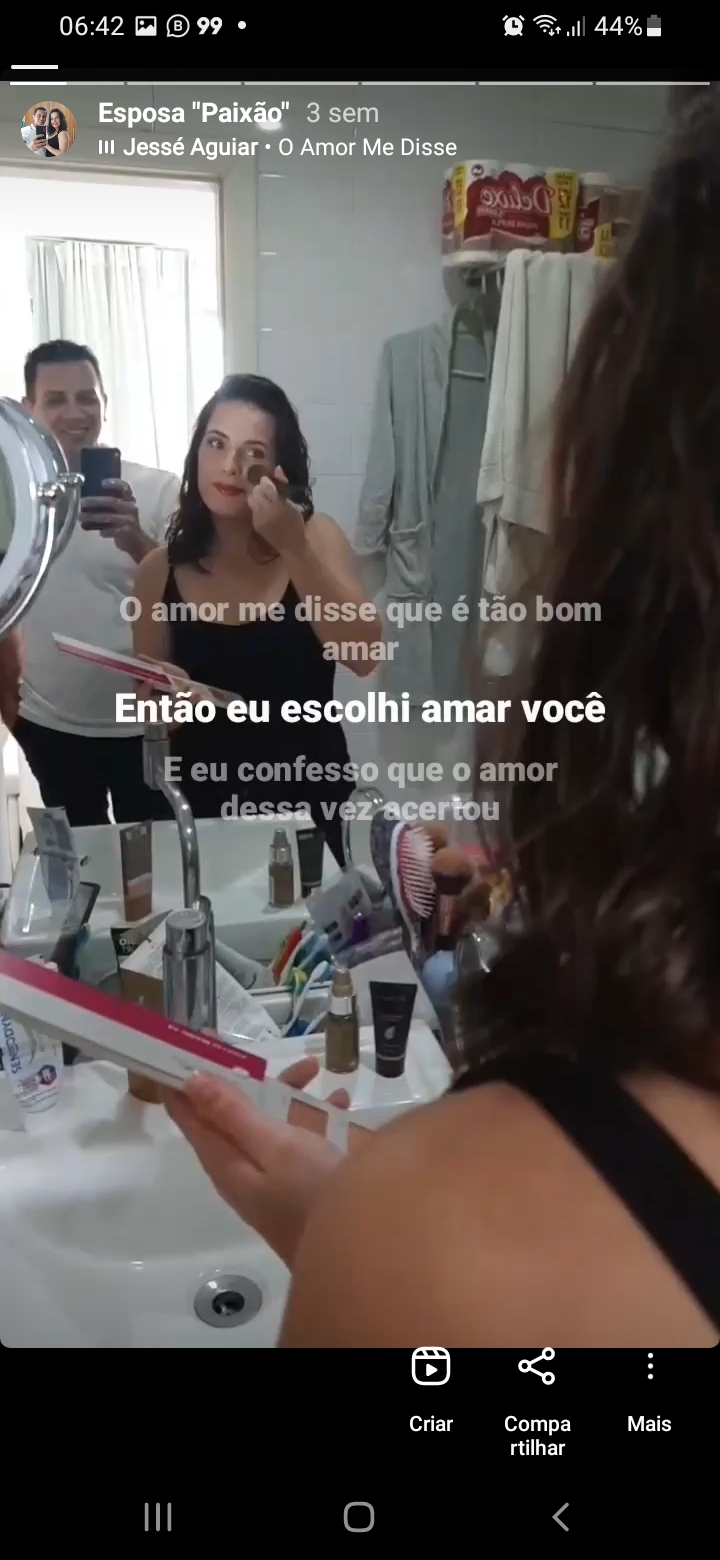 06:42 B 99 44%
Esposa "Paixão" 3 sem
Jessé Aguiar • O Amor Me Disse
Deluxe
O amor me disse que é tão bom
amar
Então eu escolhi amar você
E eu confesso que o amor
dessa vez acertou
SENSODYNE
Criar
Compa
rtilhar
Mais